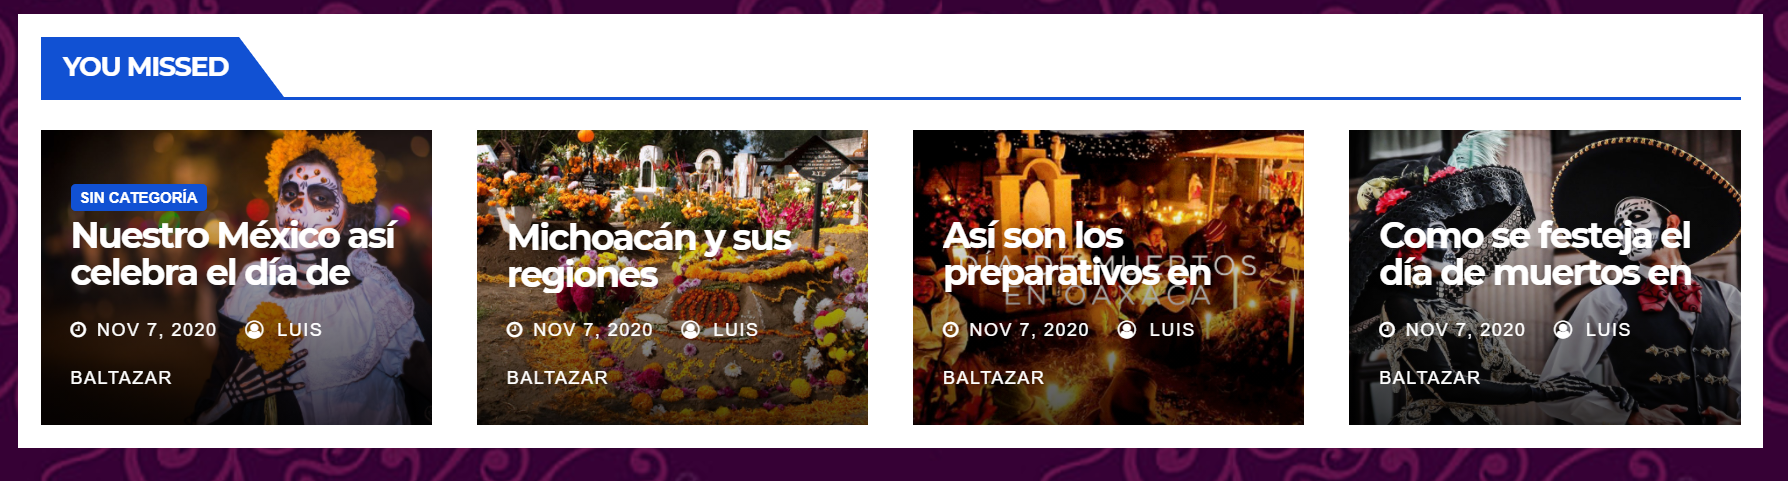 YOU MISSED
SIN CATEGORÍA
Nuestro México así
celebra el día de
NOV 7, 2020 LUIS
BALTAZAR
Michoacán y sus
regiones
NOV 7, 2020 LUIS
BALTAZAR
Así son los
preparativos en
DÍA DE MUERTOS
EN OAXACA
NOV 7, 2020 LUIS
BALTAZAR
Como se festeja el
día de muertos en
NOV 7, 2020 LUIS
BALTAZAR